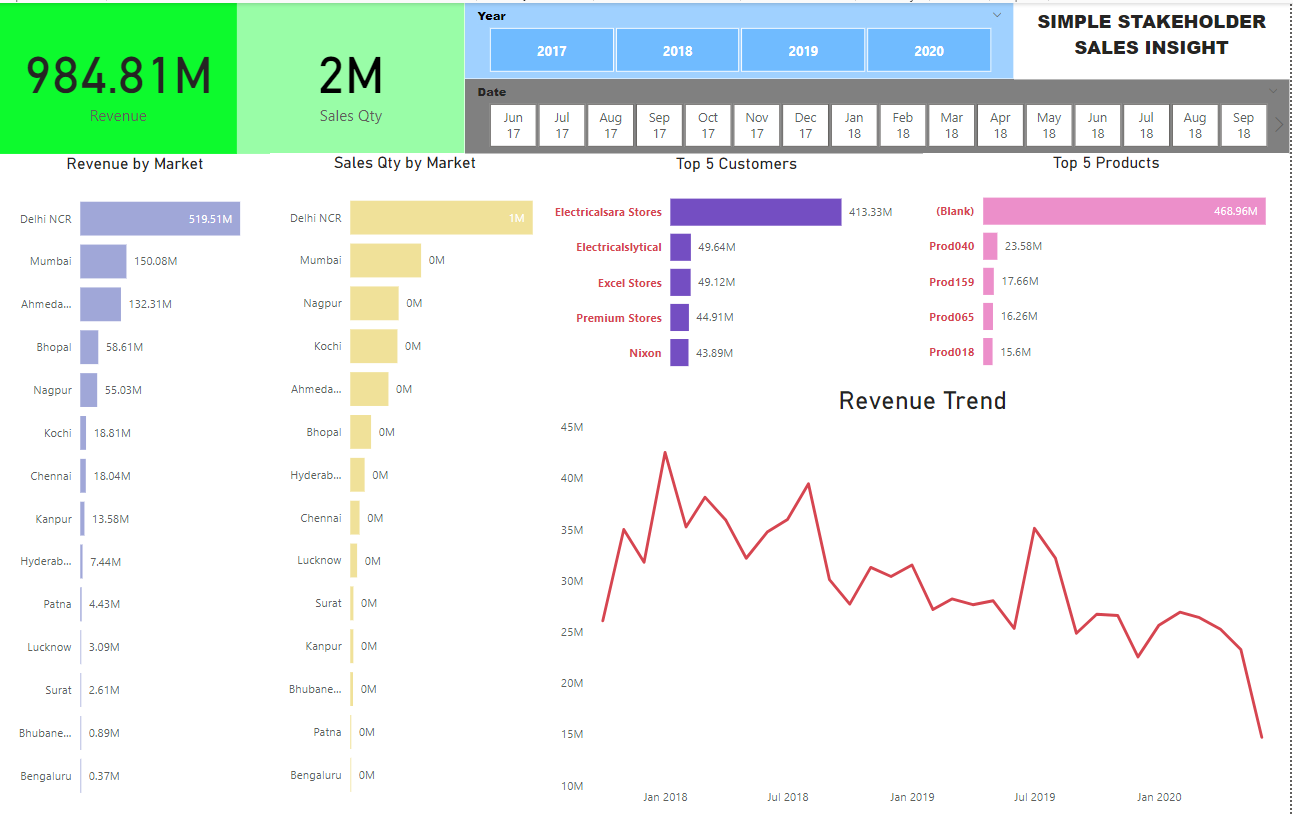 984.81M
Revenue
2M
Sales Qty
Year
2017 2018 2019 2020
SIMPLE STAKEHOLDER
SALES INSIGHT
Date
Jun Jul Aug Sep Oct Nov Dec Jan Feb Mar Apr May Jun Jul Aug Sep
17 17 17 17 17 17 17 18 18 18 18 18 18 18 18 18
Revenue by Market
Delhi NCR 519.51M
Mumbai 150.08M
Ahmeda... 132.31M
Bhopal 58.61M
Nagpur 55.03M
Kochi 18.81M
Chennai 18.04M
Kanpur 13.58M
Hyderab... 7.44M
Patna 4.43M
Lucknow 3.09M
Surat 2.61M
Bhubane... 0.89M
Bengaluru 0.37M
Sales Qty by Market
Delhi NCR 1M
Mumbai 0M
Nagpur 0M
Kochi 0M
Ahmeda... 0M
Bhopal 0M
Hyderab... 0M
Chennai 0M
Lucknow 0M
Surat 0M
Kanpur 0M
Bhubane... 0M
Patna 0M
Bengaluru 0M
Top 5 Customers
Electricalsara Stores 413.33M
Electricalslytical 49.64M
Excel Stores 49.12M
Premium Stores 44.91M
Nixon 43.89M
Top 5 Products
(Blank) 468.96M
Prod040 23.58M
Prod159 17.66M
Prod065 16.26M
Prod018 15.6M
Revenue Trend
45M
40M
35M
30M
25M
20M
15M
10M
Jan 2018 Jul 2018 Jan 2019 Jul 2019 Jan 2020